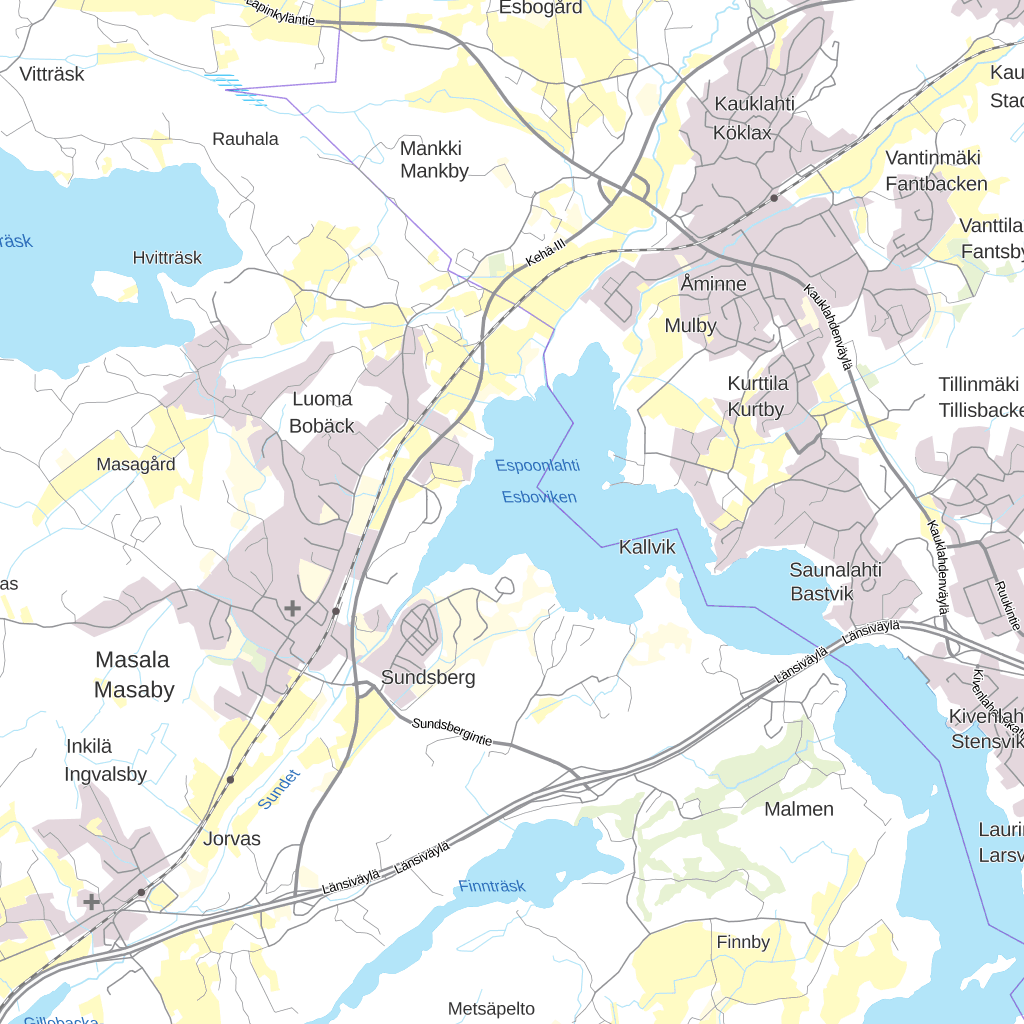 Lapinkyläntie
Esbogård
Vitträsk
Kauklahti
Köklax
Rauhala
Mankki
Mankby
Vantinmäki
Fantbacken
Vanttila
Hvitträsk
Kehä III
Åminne
Mulby
Kauklahdenväylä
Kurttila
Kurtby
Tillinmäki
Luoma
Bobäck
Masagård
Espoonlahti
Esboviken
Kallvik
Saunalahti
Bastvik
Kauklahdenväylä
Ruukintie
Länsiväylä
Länsiväylä
Masala
Masaby
Sundsberg
Sundsbergintie
Stensvik
Inkilä
Ingvalsby
Sundet
Malmen
Jorvas
Länsiväylä
Länsiväylä
Finnträsk
Finnby
Metsäpelto